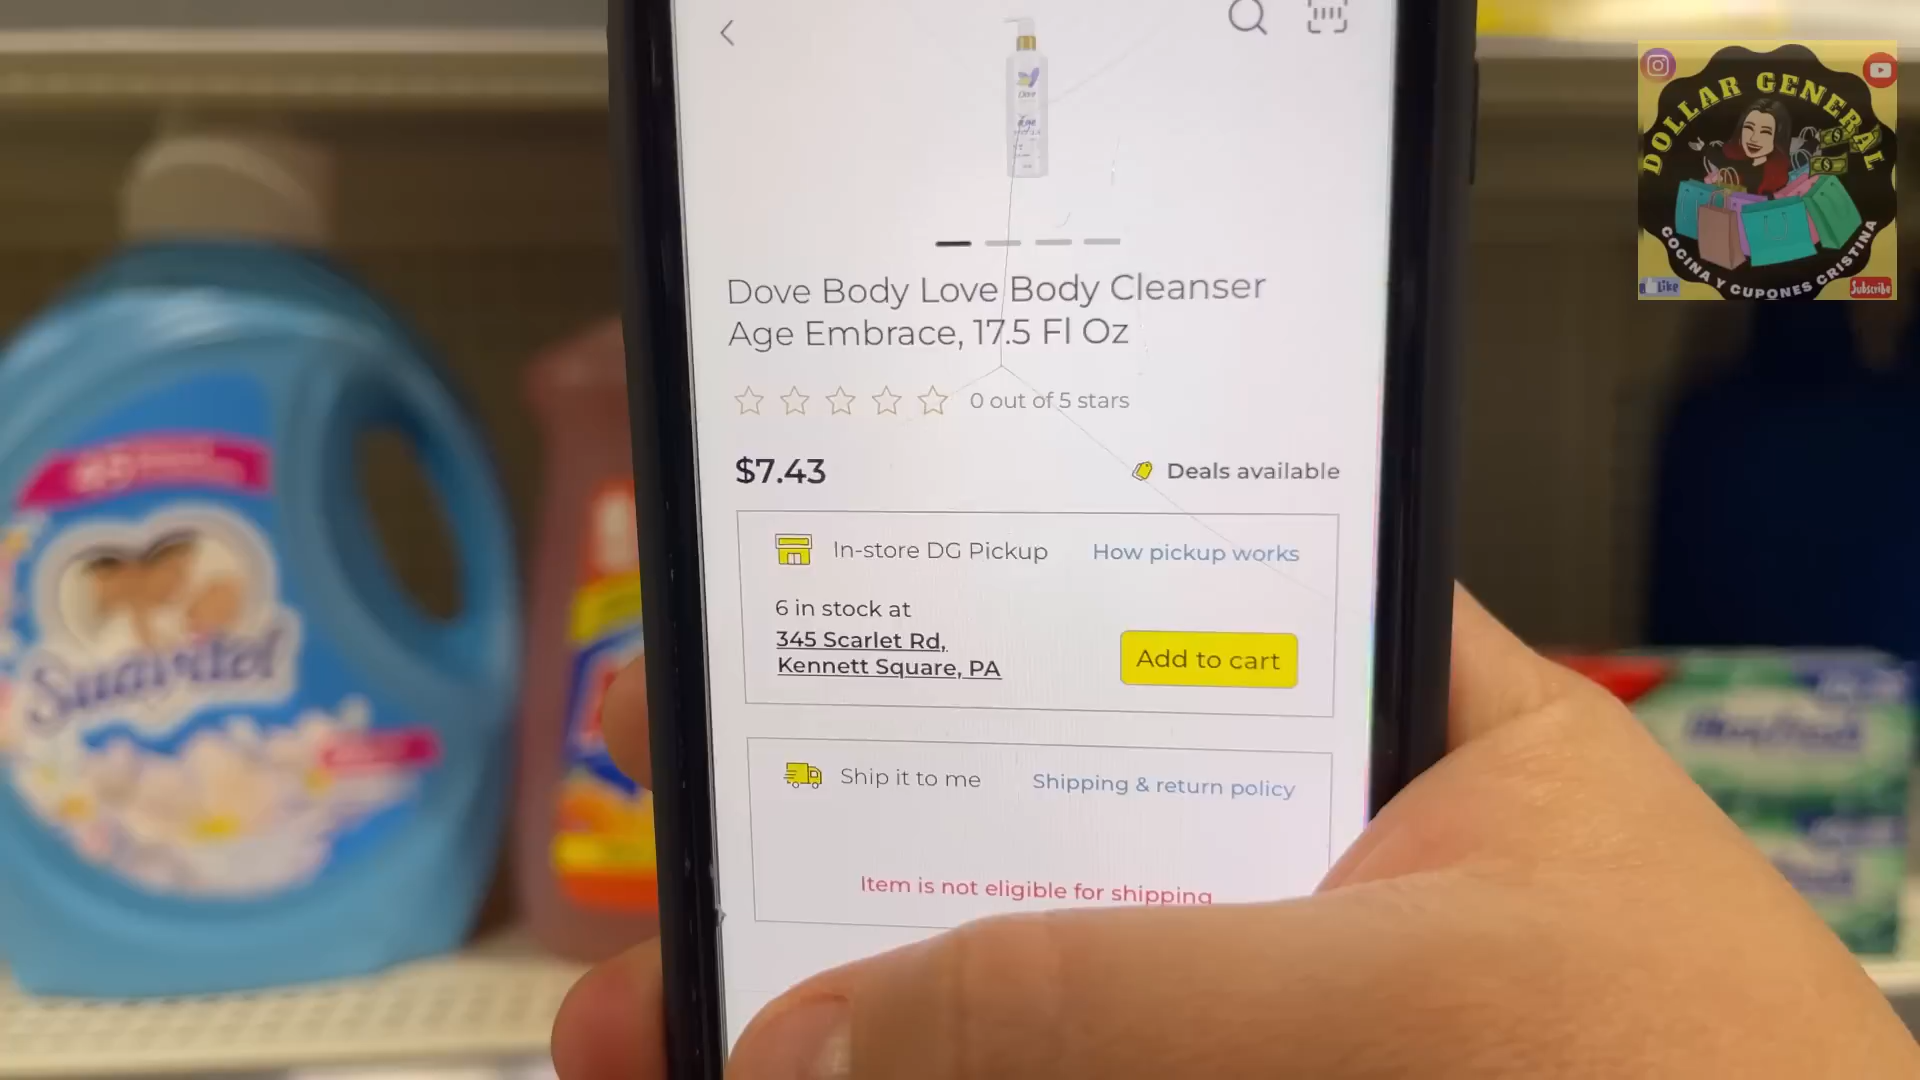 Dove
Dove Body Love Body Cleanser
Age Embrace, 17.5 Fl Oz
0 out of 5 stars
$7.43
Deals available
In-store DG Pickup
How pickup works
6 in stock at
345 Scarlet Rd,
Kennett Square, PA
Add to cart
Ship it to me
Shipping & return policy
Item is not eligible for shipping
Suavitel
DOLLAR GENERAL
COCINA Y CUPONES CRISTINA
Like
Subscribe